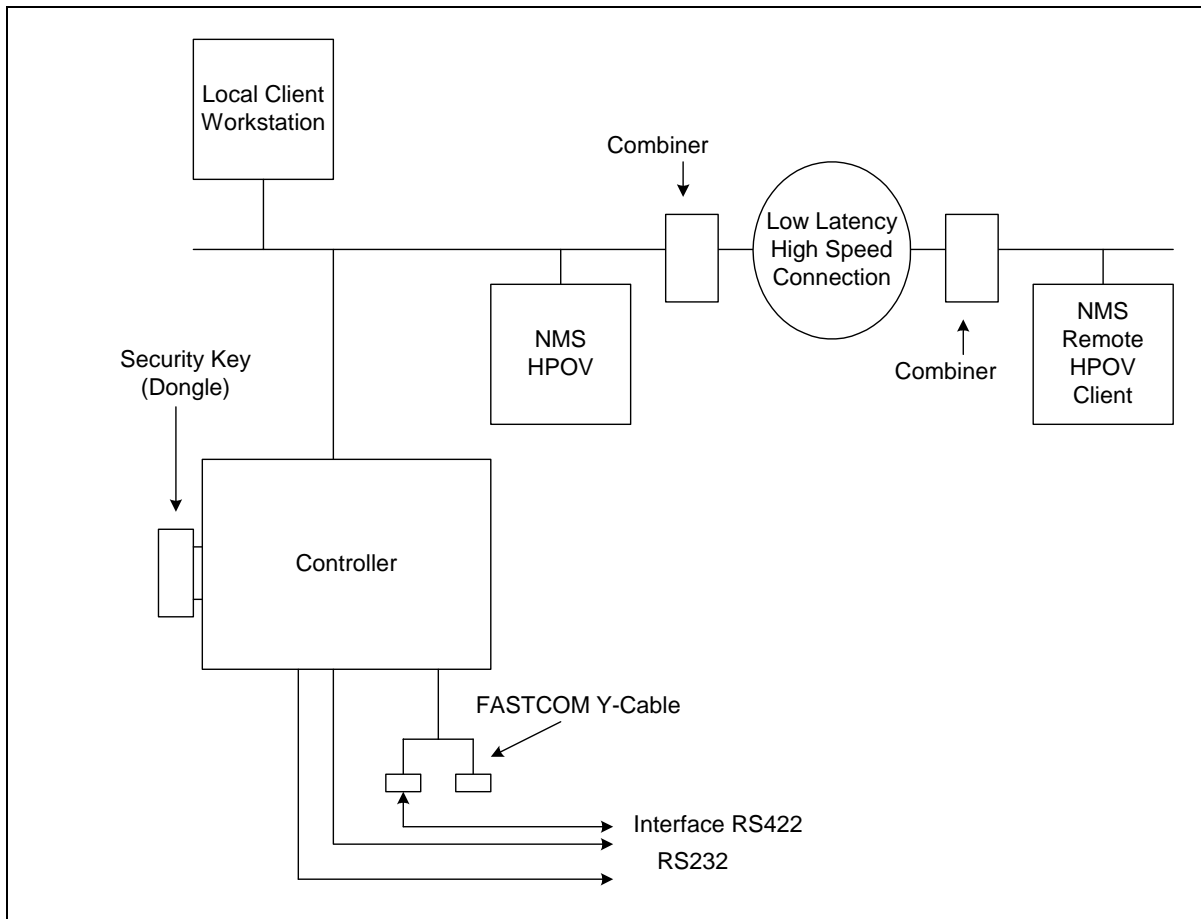 Local Client
Workstation
Combiner
Low Latency
High Speed
Connection
NMS
HPOV
Combiner
NMS
Remote
HPOV
Client
Security Key
(Dongle)
Controller
FASTCOM Y-Cable
Interface RS422
RS232